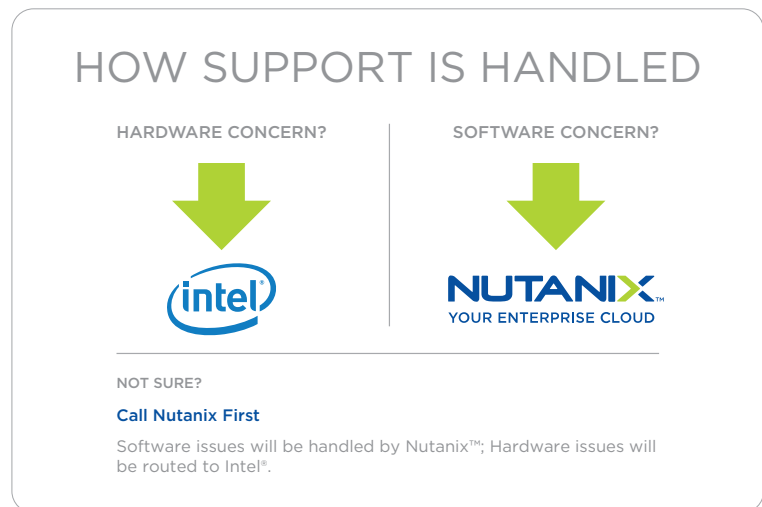 HOW SUPPORT IS HANDLED
HARDWARE CONCERN?
SOFTWARE CONCERN?
intel®
NUTANIX™
YOUR ENTERPRISE CLOUD
NOT SURE?
Call Nutanix First
Software issues will be handled by Nutanix™; Hardware issues will
be routed to Intel®.